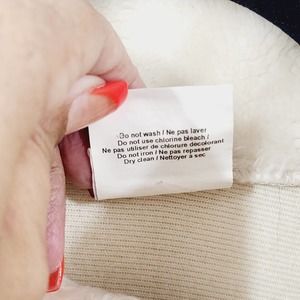 Do not wash / Ne pas laver
Do not use chlorine bleach /
Ne pas utiliser de chlorure decolorant
Do not iron / Ne pas repasser
Dry clean / Nettoyer a sec